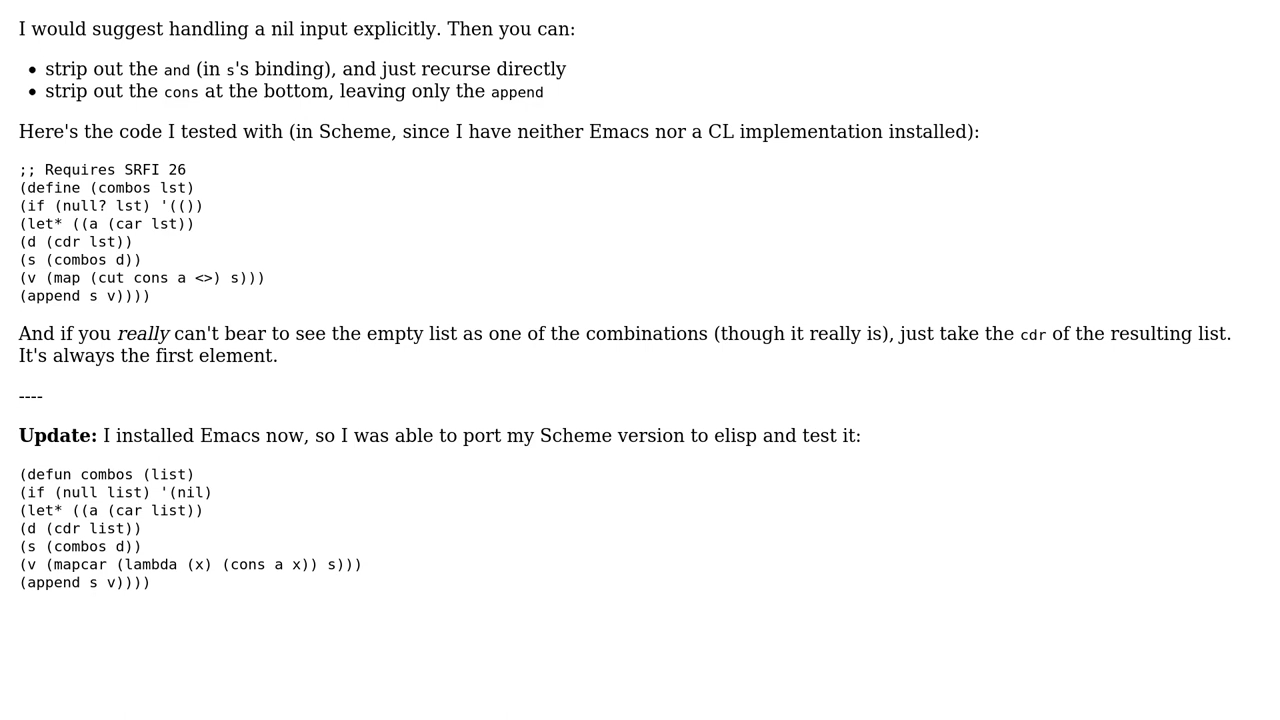 I would suggest handling a nil input explicitly. Then you can:
• strip out the and (in s's binding), and just recurse directly
• strip out the cons at the bottom, leaving only the append
Here's the code I tested with (in Scheme, since I have neither Emacs nor a CL implementation installed):
;; Requires SRFI 26
(define (combos lst)
(if (null? lst) '(())
(let* ((a (car lst))
(d (cdr lst))
(s (combos d))
(v (map (cut cons a <>) s)))
(append s v))))
And if you really can't bear to see the empty list as one of the combinations (though it really is), just take the cdr of the resulting list.
It's always the first element.
----
Update: I installed Emacs now, so I was able to port my Scheme version to elisp and test it:
(defun combos (list)
(if (null list) '(nil)
(let* ((a (car list))
(d (cdr list))
(s (combos d))
(v (mapcar (lambda (x) (cons a x)) s)))
(append s v))))